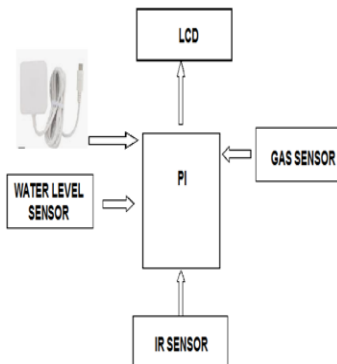 LCD
PI
GAS SENSOR
WATER LEVEL
SENSOR
IR SENSOR